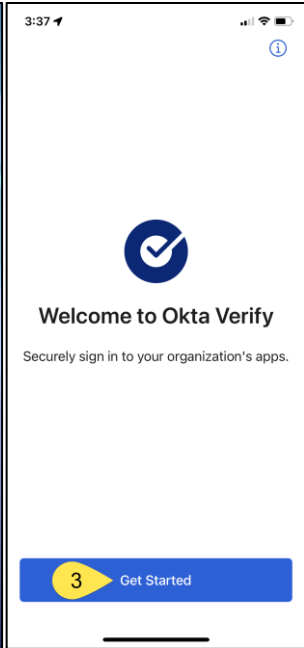 3:37
Welcome to Okta Verify
Securely sign in to your organization's apps.
3 Get Started